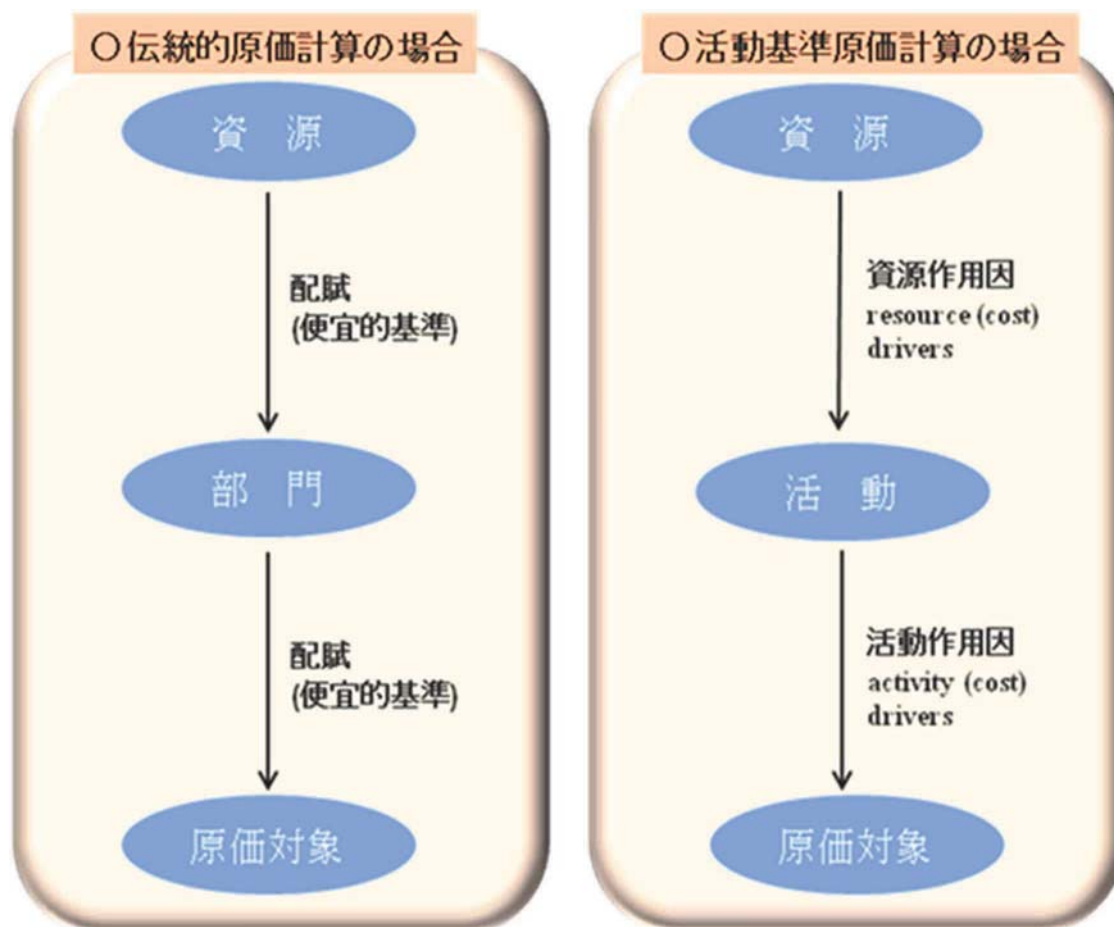 〇伝統的原価計算の場合
資 源
配賦
(便宜的基準)
部 門
配賦
(便宜的基準)
原価対象
〇活動基準原価計算の場合
資 源
資源作用因
resource (cost)
drivers
活 動
活動作用因
activity (cost)
drivers
原価対象